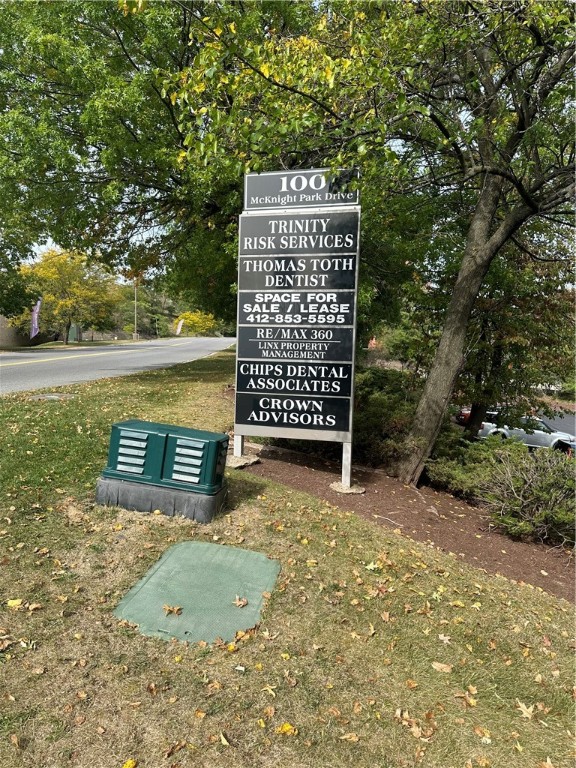 100
McKnight Park Drive
TRINITY
RISK SERVICES
THOMAS TOTH
DENTIST
SPACE FOR
SALE / LEASE
412-853-5595
RE/MAX 360
LINX PROPERTY
MANAGEMENT
CHIPS DENTAL
ASSOCIATES
CROWN
ADVISORS